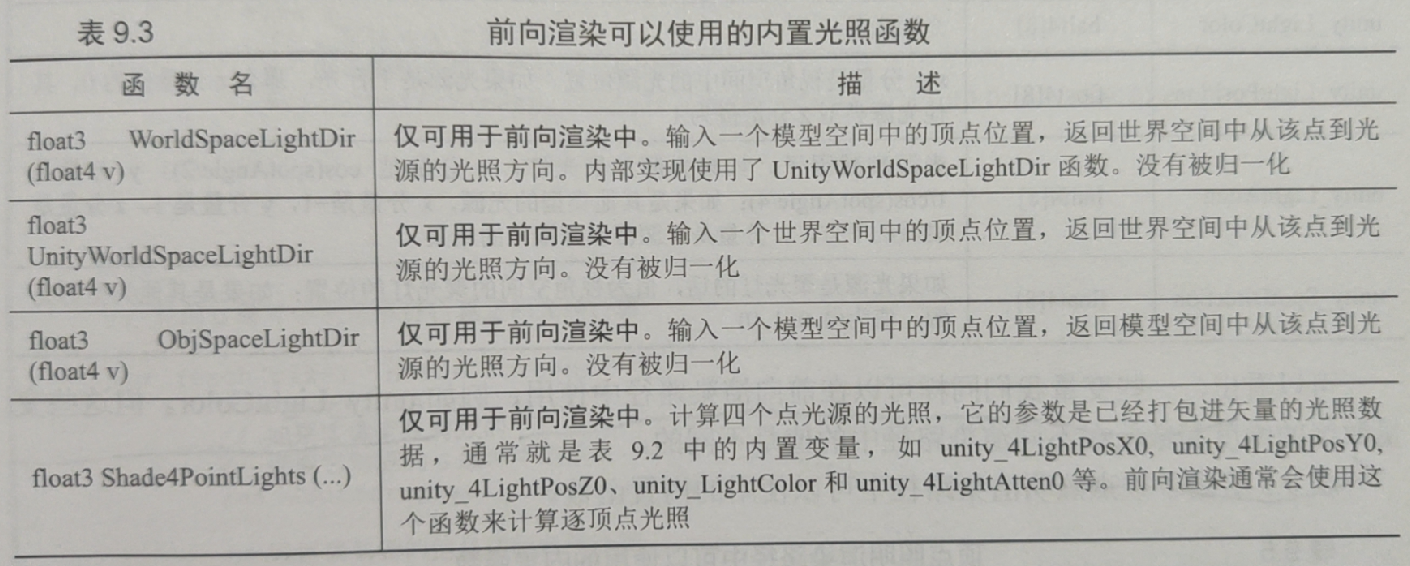 表 9.3 前向渲染可以使用的内置光照函数
函 数 名 描 述
float3 WorldSpaceLightDir
(float4 v)
仅可用于前向渲染中。输入一个模型空间中的顶点位置，返回世界空间中从该点到光
源的光照方向。内部实现使用了 UnityWorldSpaceLightDir 函数。没有被归一化
float3
UnityWorldSpaceLightDir
(float4 v)
仅可用于前向渲染中。输入一个世界空间中的顶点位置，返回世界空间中从该点到光
源的光照方向。没有被归一化
float3 ObjSpaceLightDir
(float4 v)
仅可用于前向渲染中。输入一个模型空间中的顶点位置，返回模型空间中从该点到光
源的光照方向。没有被归一化
float3 Shade4PointLights (...)
仅可用于前向渲染中。计算四个点光源的光照，它的参数是已经打包进矢量的光照数
据，通常就是表 9.2 中的内置变量，如 unity_4LightPosX0, unity_4LightPosY0,
unity_4LightPosZ0、unity_LightColor 和 unity_4LightAtten0 等。前向渲染通常会使用这
个函数来计算逐顶点光照